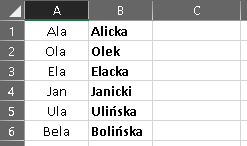 A B C
1 Ala Alicka
2 Ola Olek
3 Ela Elacka
4 Jan Janicki
5 Ula Ulińska
6 Bela Bolińska